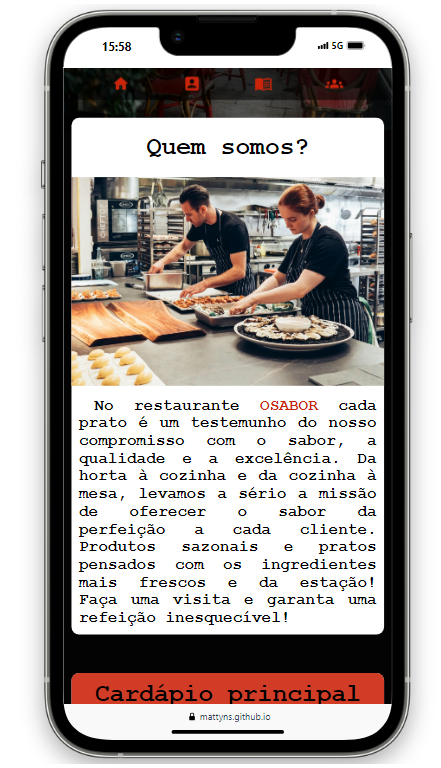 15:58
5G
Quem somos?
No restaurante OSABOR cada
prato é um testemunho do nosso
compromisso com o sabor, a
qualidade e a excelência. Da
horta à cozinha e da cozinha à
mesa, levamos a sério a missão
de oferecer o sabor da
perfeição a cada cliente.
Produtos sazonais e pratos
pensados com os ingredientes
mais frescos e da estação!
Faça uma visita e garanta uma
refeição inesquecível!
Cardápio principal
mattyns.github.io